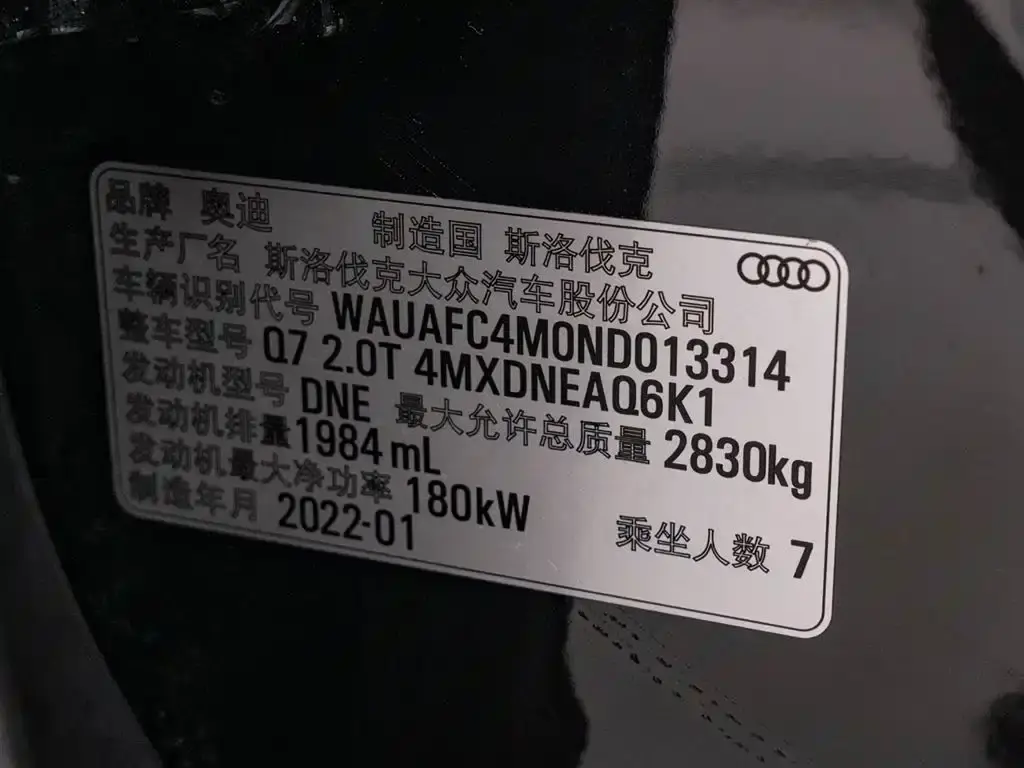 品牌 奥迪 制造国 斯洛伐克
生产厂名 斯洛伐克大众汽车股份公司
车辆识别代号 WAUAFC4M0ND013314
整车型号 Q7 2.0T 4MXDNEAQ6K1
发动机型号 DNE 最大允许总质量 2830kg
发动机排量 1984 mL
发动机最大净功率 180kW
制造年月 2022-01 乘坐人数 7